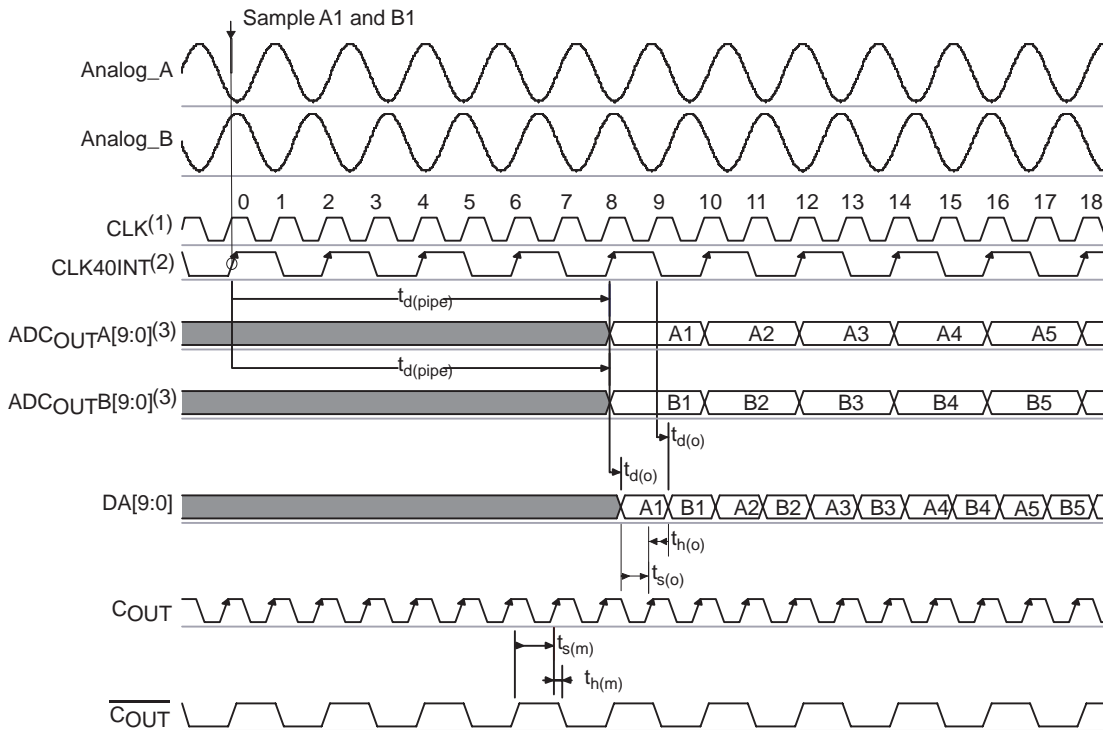 Sample A1 and B1
Analog_A
Analog_B
0 1 2 3 4 5 6 7 8 9 10 11 12 13 14 15 16 17 18
CLK(1)
CLK40INT(2)
td(pipe)
ADCOUTA[9:0](3) A1 A2 A3 A4 A5
td(pipe)
ADCOUTB[9:0](3) B1 B2 B3 B4 B5
td(o)
td(o)
DA[9:0] A1 B1 A2 B2 A3 B3 A4 B4 A5 B5
th(o)
ts(o)
COUT
ts(m)
th(m)
COUT